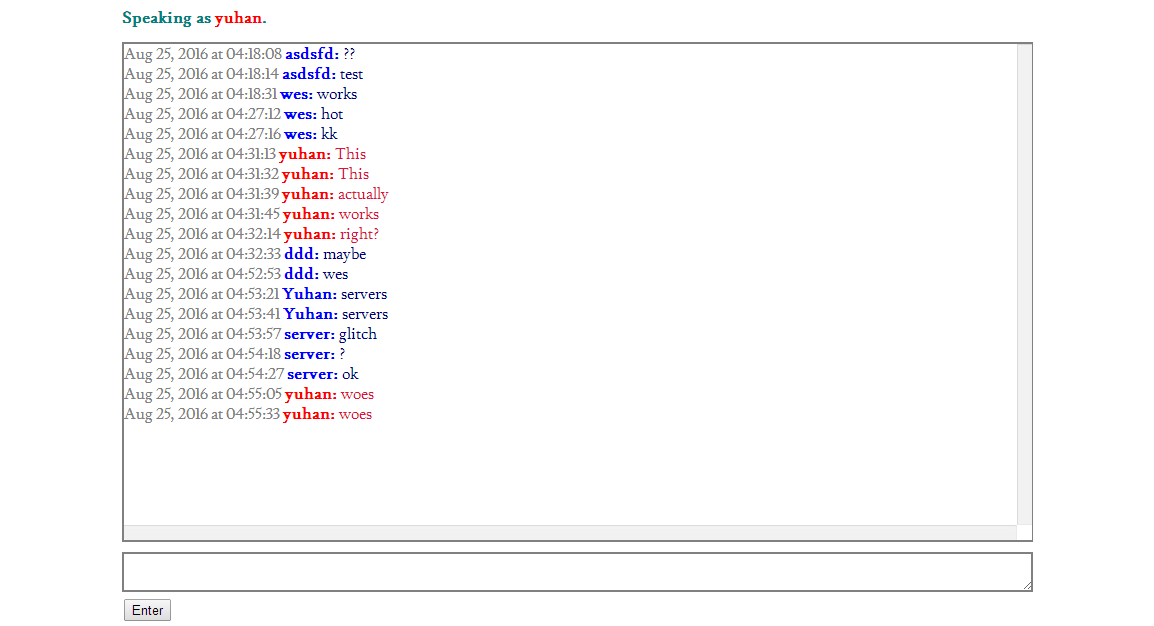 Speaking as yuhan.
Aug 25, 2016 at 04:18:08 asdsfd: ??
Aug 25, 2016 at 04:18:14 asdsfd: test
Aug 25, 2016 at 04:18:31 wes: works
Aug 25, 2016 at 04:27:12 wes: hot
Aug 25, 2016 at 04:27:16 wes: kk
Aug 25, 2016 at 04:31:13 yuhan: This
Aug 25, 2016 at 04:31:32 yuhan: This
Aug 25, 2016 at 04:31:39 yuhan: actually
Aug 25, 2016 at 04:31:45 yuhan: works
Aug 25, 2016 at 04:32:14 yuhan: right?
Aug 25, 2016 at 04:32:33 ddd: maybe
Aug 25, 2016 at 04:52:53 ddd: wes
Aug 25, 2016 at 04:53:21 Yuhan: servers
Aug 25, 2016 at 04:53:41 Yuhan: servers
Aug 25, 2016 at 04:53:57 server: glitch
Aug 25, 2016 at 04:54:18 server: ?
Aug 25, 2016 at 04:54:27 server: ok
Aug 25, 2016 at 04:55:05 yuhan: woes
Aug 25, 2016 at 04:55:33 yuhan: woes
Enter